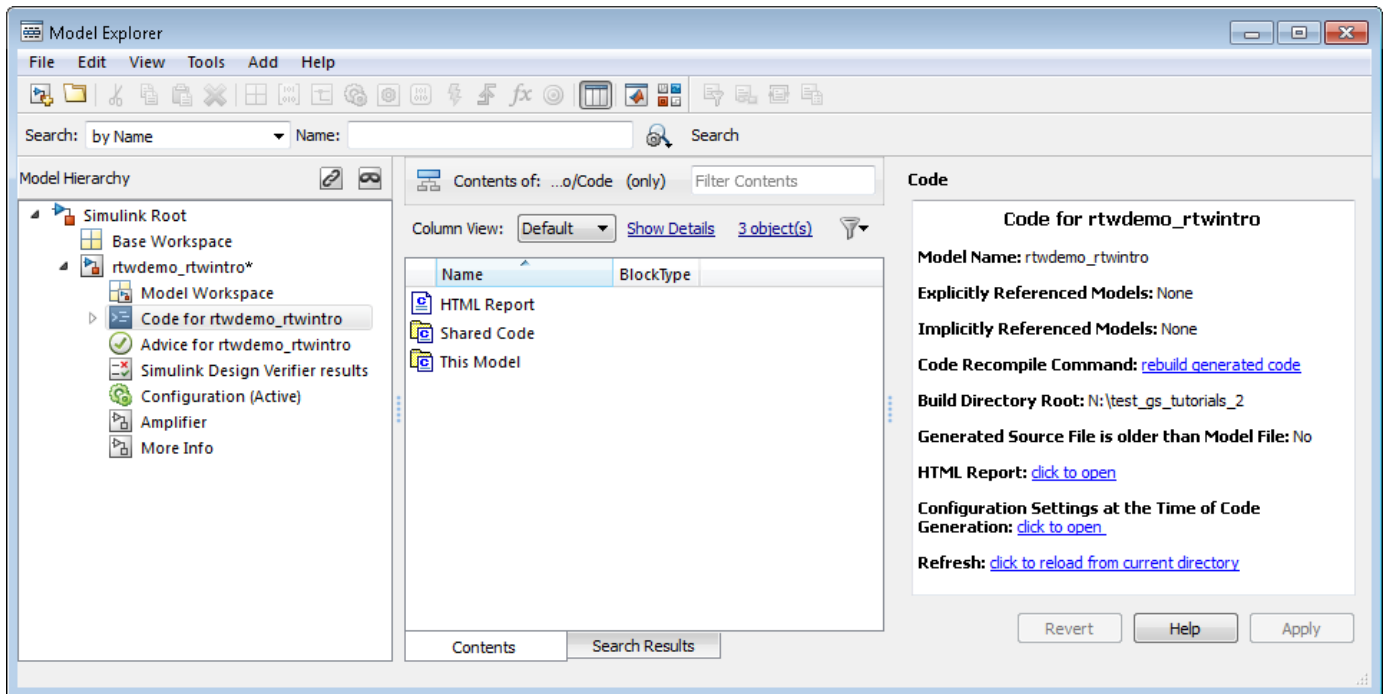 Model Explorer
File Edit View Tools Add Help
Search: by Name Name: Search
Model Hierarchy
Simulink Root
Base Workspace
rtwdemo_rtwintro*
Model Workspace
Code for rtwdemo_rtwintro
Advice for rtwdemo_rtwintro
Simulink Design Verifier results
Configuration (Active)
Amplifier
More Info
Contents of: ...o/Code (only) Filter Contents
Column View: Default Show Details 3 object(s)
Name BlockType
HTML Report
Shared Code
This Model
Contents Search Results
Code
Code for rtwdemo_rtwintro
Model Name: rtwdemo_rtwintro
Explicitly Referenced Models: None
Implicitly Referenced Models: None
Code Recompile Command: rebuild generated code
Build Directory Root: N:\test_gs_tutorials_2
Generated Source File is older than Model File: No
HTML Report: click to open
Configuration Settings at the Time of Code
Generation: click to open
Refresh: click to reload from current directory
Revert Help Apply